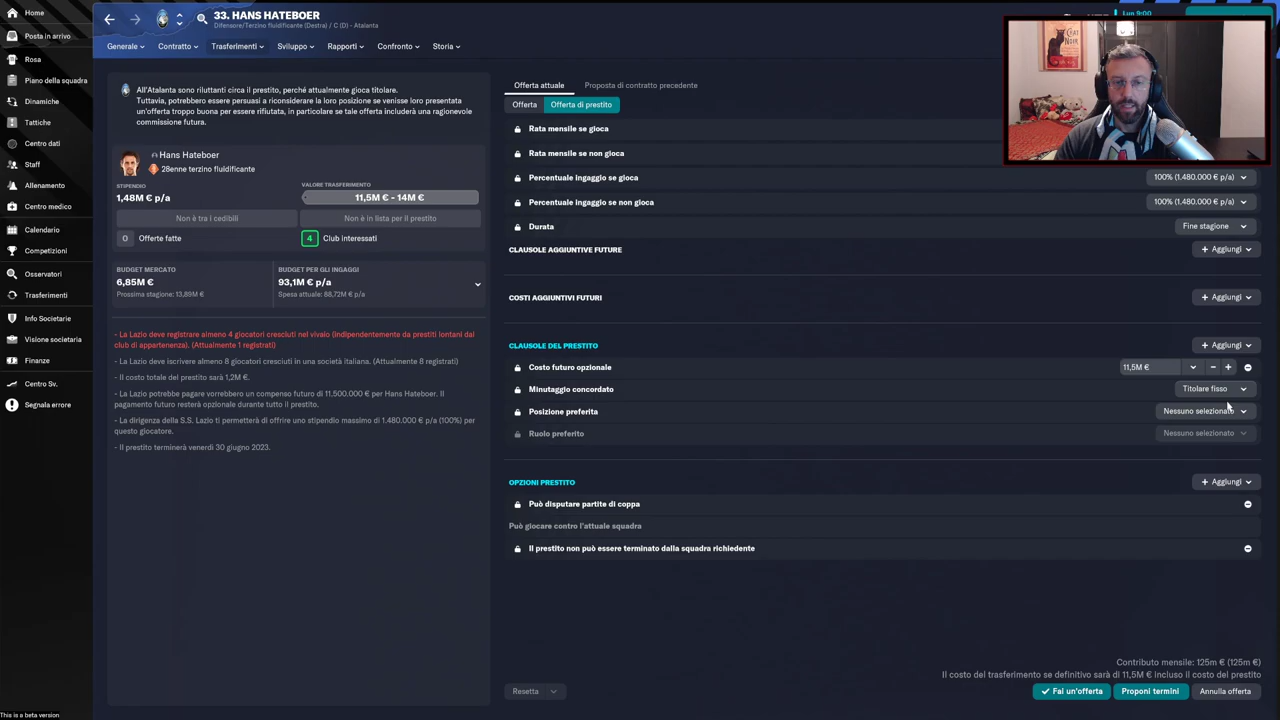 Home
Posta in arrivo
Rosa
Piano della squadra
Dinamiche
Tattiche
Centro dati
Staff
Allenamento
Centro medico
Calendario
Competizioni
Osservatori
Trasferimenti
Info Societarie
Visione societaria
Finanze
Centro Sv.
Segnala errore
This is a beta version
33. HANS HATEBOER
Difensore/Terzino fluidificante (Destra) / C (D) - Atalanta
Lun 9:00
Generale
Contratto
Trasferimenti
Sviluppo
Rapporti
Confronto
Storia
All'Atalanta sono riluttanti circa il prestito, perché attualmente gioca titolare.
Tuttavia, potrebbero essere persuasi a riconsiderare la loro posizione se venisse loro presentata
un'offerta troppo buona per essere rifiutata, in particolare se tale offerta includerà una ragionevole
commissione futura.
Hans Hateboer
28enne terzino fluidificante
STIPENDIO
1,48M € p/a
VALORE TRASFERIMENTO
11,5M € - 14M €
Non è tra i cedibili
Non è in lista per il prestito
0 Offerte fatte
4 Club interessati
BUDGET MERCATO
6,85M €
Prossima stagione: 13,89M €
BUDGET PER GLI INGAGGI
93,1M € p/a
Spesa attuale: 88,72M € p/a
- La Lazio deve registrare almeno 4 giocatori cresciuti nel vivaio (indipendentemente da prestiti lontani dal
club di appartenenza). (Attualmente 1 registrati)
- La Lazio deve iscrivere almeno 8 giocatori cresciuti in una società italiana. (Attualmente 8 registrati)
- Il costo totale del prestito sarà 1,2M €.
- La Lazio potrebbe pagare vorrebbero un compenso futuro di 11,500,000 € per Hans Hateboer. Il
pagamento futuro resterà opzionale durante tutto il prestito.
- La dirigenza della S.S. Lazio ti permetterà di offrire uno stipendio massimo di 1.480.000 € p/a (100%) per
questo giocatore.
- Il prestito terminerà venerdì 30 giugno 2023.
Offerta attuale
Proposta di contratto precedente
Offerta
Offerta di prestito
Rata mensile se gioca
Rata mensile se non gioca
Percentuale ingaggio se gioca
100% (1.480.000 € p/a)
Percentuale ingaggio se non gioca
100% (1.480.000 € p/a)
Durata
Fine stagione
CLAUSOLE AGGIUNTIVE FUTURE
+ Aggiungi
COSTI AGGIUNTIVI FUTURI
+ Aggiungi
CLAUSOLE DEL PRESTITO
+ Aggiungi
Costo futuro opzionale
11,5M €
Minutaggio concordato
Titolare fisso
Posizione preferita
Nessuno selezionato
Ruolo preferito
Nessuno selezionato
OPZIONI PRESTITO
+ Aggiungi
Può disputare partite di coppa
Può giocare contro l'attuale squadra
Il prestito non può essere terminato dalla squadra richiedente
Contributo mensile: 125m € (125m €)
Il costo del trasferimento se definitivo sarà di 11,5M € incluso il costo del prestito
Resetta
Fai un'offerta
Proponi termini
Annulla offerta